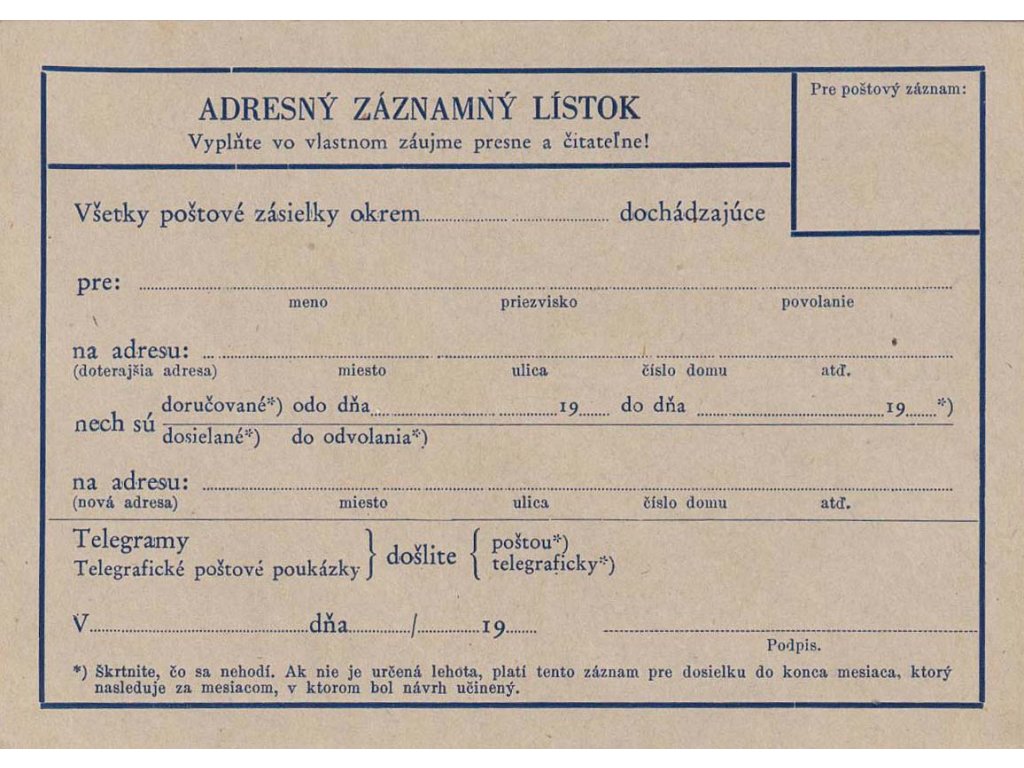 ADRESNÝ ZÁZNAMNÝ LÍSTOK
Vyplňte vo vlastnom záujme presne a čitateľne!
Pre poštový záznam:
Všetky poštové zásielky okrem.................. .................. dochádzajúce
pre: ..................
meno priezvisko povolanie
na adresu: ..................
(doterajšia adresa) miesto ulica číslo domu atď.
nech sú
doručované*) odo dňa..................19...... do dňa ..................19......*)
dosielané*) do odvolania*)
na adresu: ..................
(nová adresa) miesto ulica číslo domu atď.
Telegramy
Telegrafické poštové poukázky } došlite {
poštou*)
telegraficky*)
V..................dňa............/............19......
Podpis.
*) Škrtnite, čo sa nehodí. Ak nie je určená lehota, platí tento záznam pre dosielku do konca mesiaca, ktorý
nasleduje za mesiacom, v ktorom bol návrh učinený.